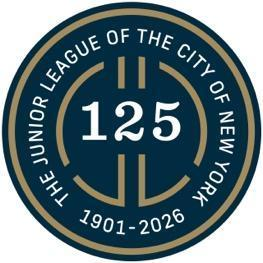 THE JUNIOR LEAGUE OF THE CITY OF NEW YORK
125
1901-2026